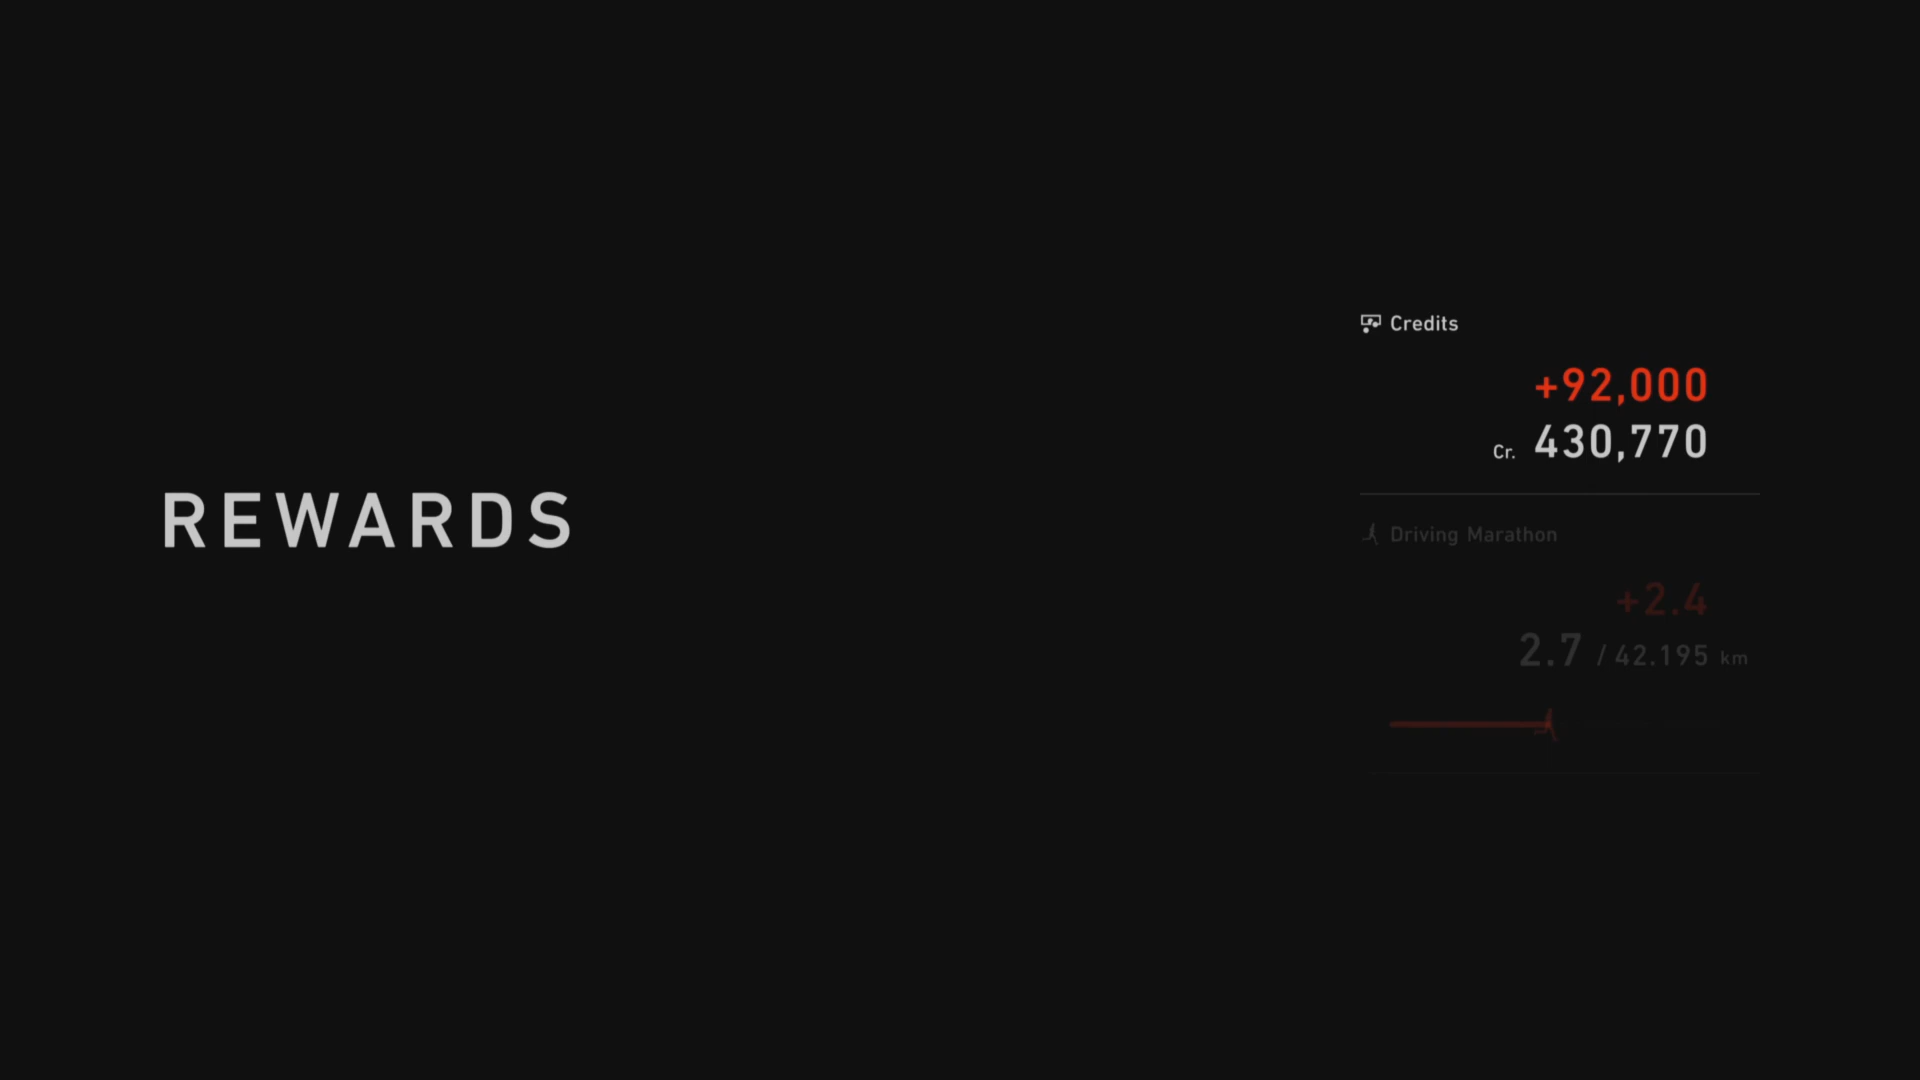 REWARDS
Credits
+92,000
Cr. 430,770
Driving Marathon
+2.4
2.7 / 42.195 km